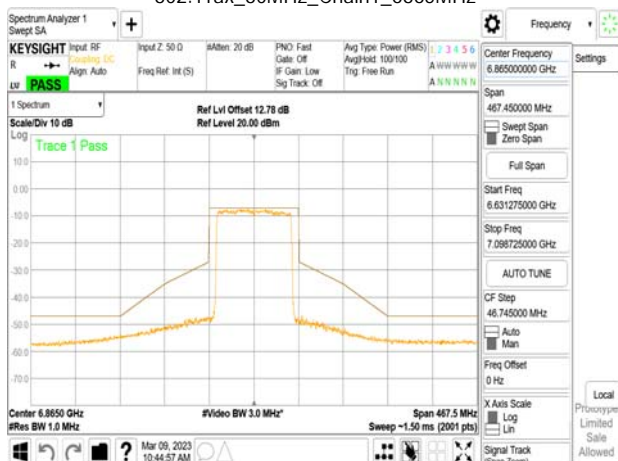 Spectrum Analyzer 1
Swept SA
Frequency
KEYSIGHT
Input: RF
Coupling: DC
Align: Auto
Input Z: 50 Ω
Freq Ref: Int (S)
#Atten: 20 dB
PNO: Fast
Gate: Off
IF Gain: Low
Sig Track: Off
Avg Type: Power (RMS)
Avg|Hold: 100/100
Trig: Free Run
1 2 3 4 5 6
A W W W W W
A N N N N N
R
LXI
PASS
Center Frequency
6.865000000 GHz
Settings
1 Spectrum
Scale/Div 10 dB
Ref Lvl Offset 12.78 dB
Ref Level 20.00 dBm
Span
467.450000 MHz
Swept Span
Zero Span
Log
Trace 1 Pass
10.0
0.00
-10.0
-20.0
-30.0
-40.0
-50.0
-60.0
-70.0
Full Span
Start Freq
6.631275000 GHz
Stop Freq
7.098725000 GHz
AUTO TUNE
CF Step
46.745000 MHz
Auto
Man
Freq Offset
0 Hz
X Axis Scale
Log
Lin
Local
Prototype
Limited
Sale
Allowed
Center 6.8650 GHz
#Res BW 1.0 MHz
#Video BW 3.0 MHz*
Span 467.5 MHz
Sweep ~1.50 ms (2001 pts)
Signal Track
?
Mar 09, 2023
10:44:57 AM